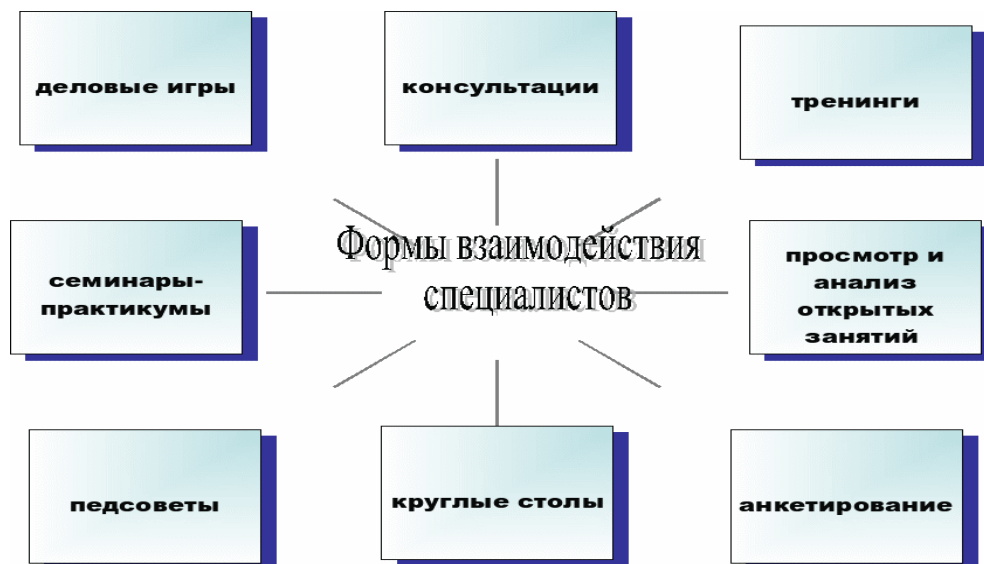 деловые игры
консультации
тренинги
Формы взаимодействия
специалистов
семинары-
практикумы
просмотр и
анализ
открытых
занятий
педсоветы
круглые столы
анкетирование